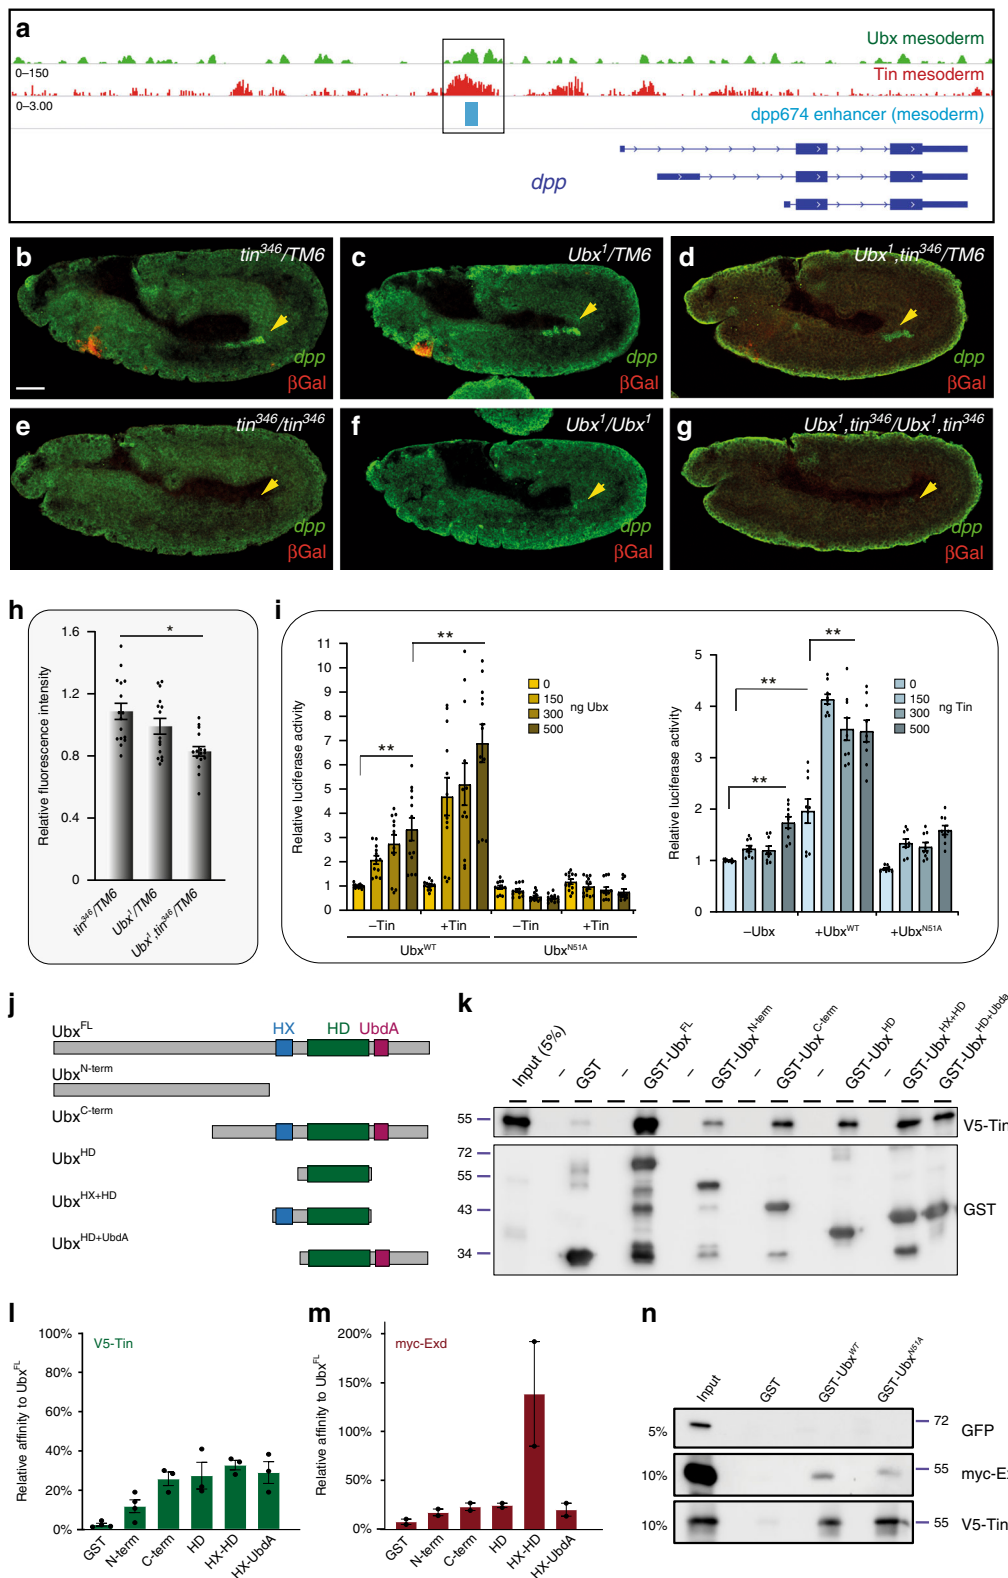 a
Ubx mesoderm
0–150
Tin mesoderm
0–3.00
dpp674 enhancer (mesoderm)
dpp
b
tin346/TM6
dpp
βGal
c
Ubx1/TM6
dpp
βGal
d
Ubx1,tin346/TM6
dpp
βGal
e
tin346/tin346
dpp
βGal
f
Ubx1/Ubx1
dpp
βGal
g
Ubx1,tin346/Ubx1,tin346
dpp
βGal
h
Relative fluorescence intensity
1.6
1.2
0.8
0.4
0
*
tin346/TM6
Ubx1/TM6
Ubx1,tin346/TM6
i
Relative luciferase activity
11
10
9
8
7
6
5
4
3
2
1
0
**
**
0
150
300
500
ng Ubx
–Tin
+Tin
–Tin
+Tin
UbxWT
UbxN51A
Relative luciferase activity
5
4
3
2
1
0
**
**
**
0
150
300
500
ng Tin
–Ubx
+UbxWT
+UbxN51A
j
HX
HD
UbdA
UbxFL
UbxN-term
UbxC-term
UbxHD
UbxHX+HD
UbxHD+UbdA
k
Input (5%)
–
GST
–
GST-UbxFL
–
GST-UbxN-term
–
GST-UbxC-term
–
GST-UbxHD
–
GST-UbxHX+HD
GST-UbxHD+Ubda
55
V5-Tin
72
55
43
34
GST
l
V5-Tin
Relative affinity to UbxFL
100%
80%
60%
40%
20%
0%
GST
N-term
C-term
HD
HX-HD
HX-UbdA
m
myc-Exd
Relative affinity to UbxFL
200%
150%
100%
50%
0%
GST
N-term
C-term
HD
HX-HD
HX-UbdA
n
Input
GST
GST-UbxWT
GST-UbxN51A
5%
72
GFP
10%
55
myc-E
10%
55
V5-Tin